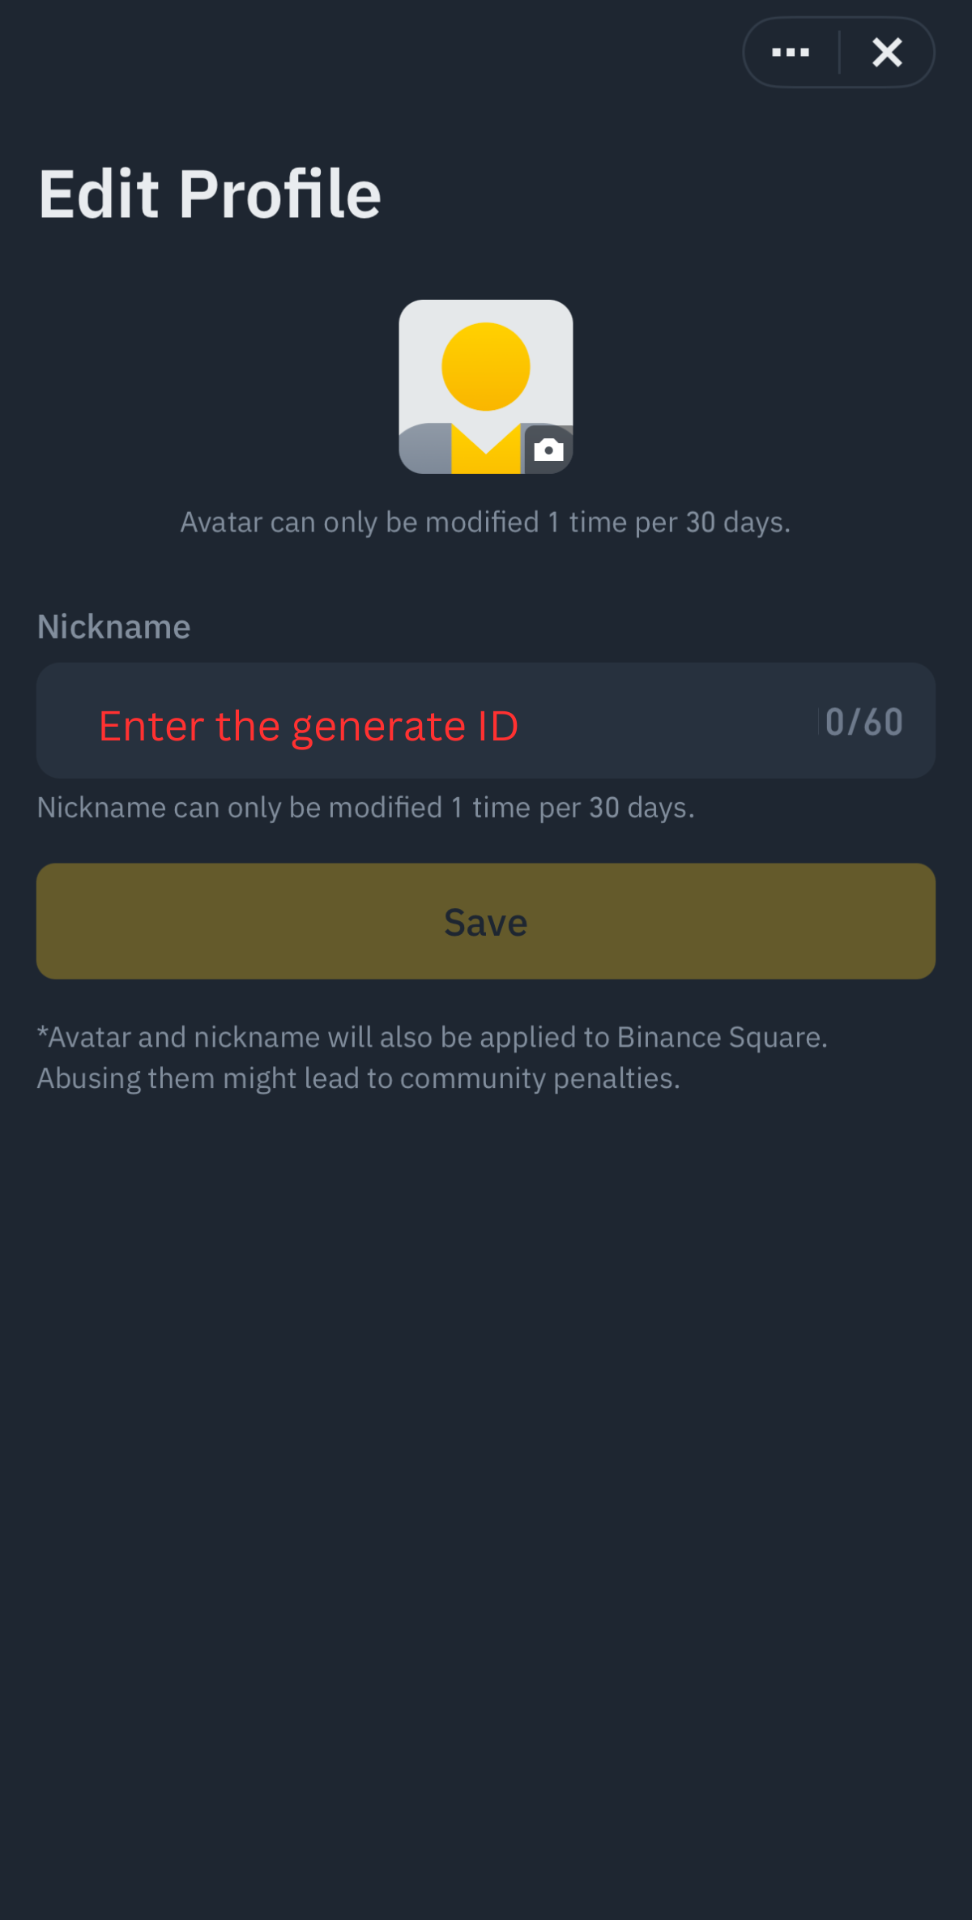 Edit Profile
Avatar can only be modified 1 time per 30 days.
Nickname
Enter the generate ID
0/60
Nickname can only be modified 1 time per 30 days.
Save
*Avatar and nickname will also be applied to Binance Square.
Abusing them might lead to community penalties.